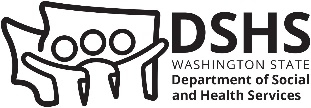 DSHS
WASHINGTON STATE
Department of Social
and Health Services